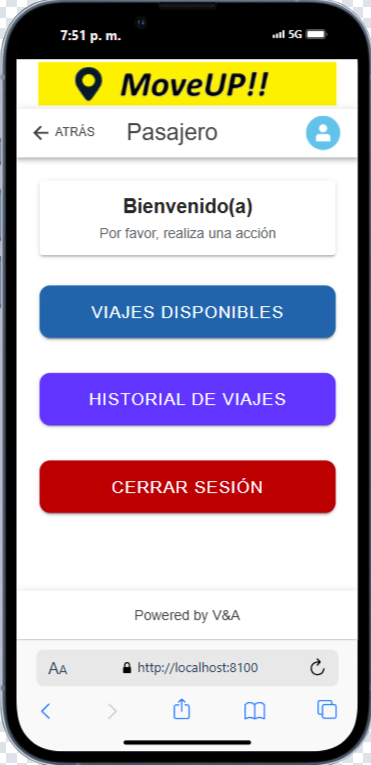 7:51 p. m.
5G
MoveUP!!
ATRÁS
Pasajero
Bienvenido(a)
Por favor, realiza una acción
VIAJES DISPONIBLES
HISTORIAL DE VIAJES
CERRAR SESIÓN
Powered by V&A
AA
http://localhost:8100